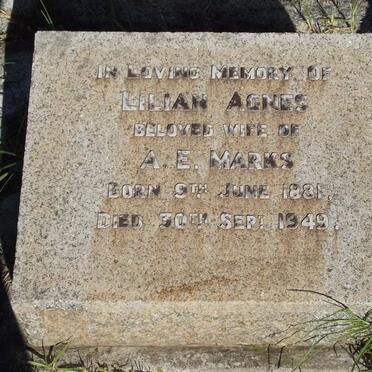 In Loving Memory Of
Lilian Agnes
Beloved Wife Of
A. E. Marks
Born 9th June 1881.
Died 30th Sept. 1949.